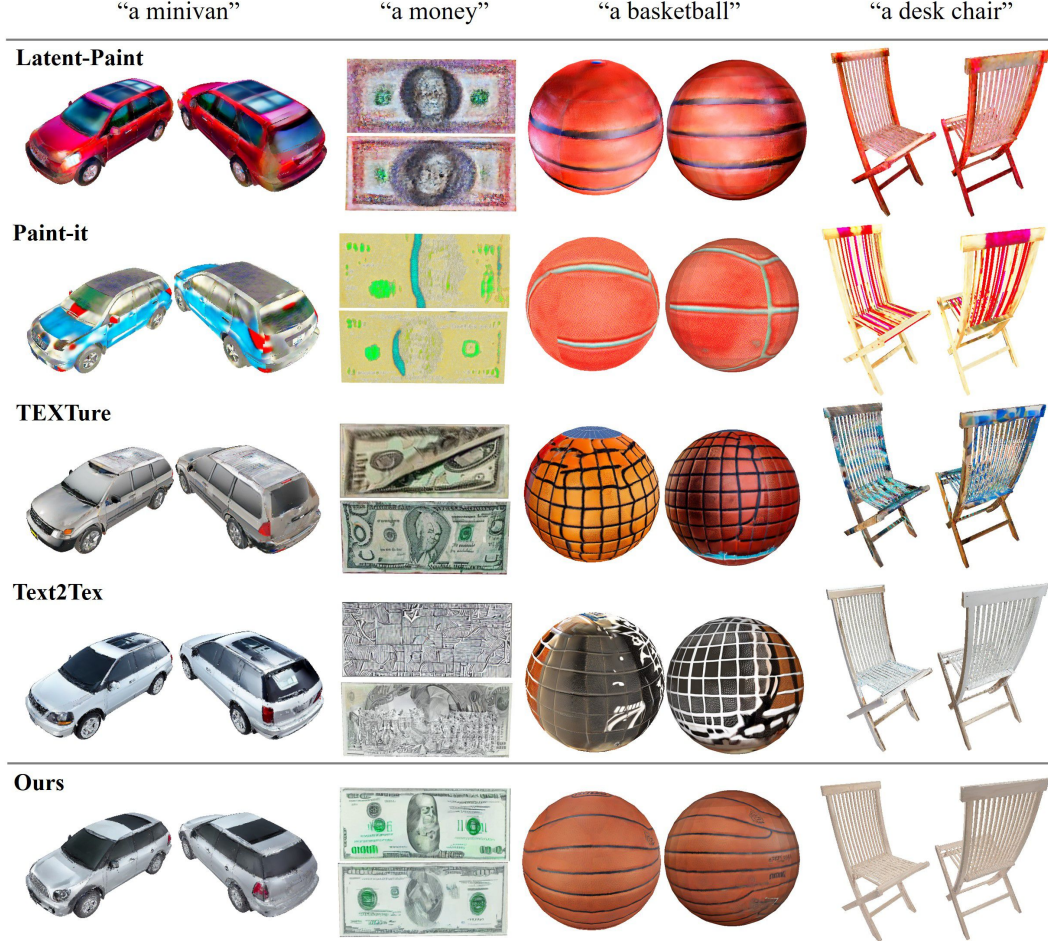 “a minivan” “a money” “a basketball” “a desk chair”
Latent-Paint
Paint-it
TEXTure
Text2Tex
Ours